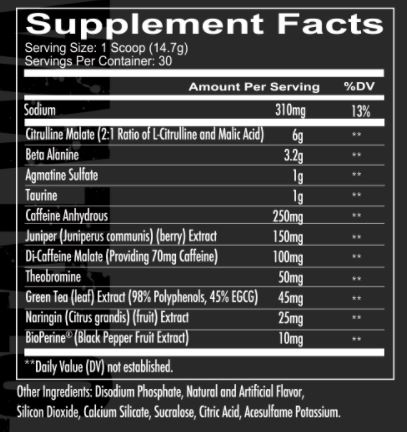 Supplement Facts
Serving Size: 1 Scoop (14.7g)
Servings Per Container: 30
Amount Per Serving %DV
Sodium 310mg 13%
Citrulline Malate (2:1 Ratio of L-Citrulline and Malic Acid) 6g **
Beta Alanine 3.2g **
Agmatine Sulfate 1g **
Taurine 1g **
Caffeine Anhydrous 250mg **
Juniper (Juniperus communis) (berry) Extract 150mg **
Di-Caffeine Malate (Providing 70mg Caffeine) 100mg **
Theobromine 50mg **
Green Tea (leaf) Extract (98% Polyphenols, 45% EGCG) 45mg **
Naringin (Citrus grandis) (fruit) Extract 25mg **
BioPerine® (Black Pepper Fruit Extract) 10mg **
**Daily Value (DV) not established.
Other Ingredients: Disodium Phosphate, Natural and Artificial Flavor,
Silicon Dioxide, Calcium Silicate, Sucralose, Citric Acid, Acesulfame Potassium.